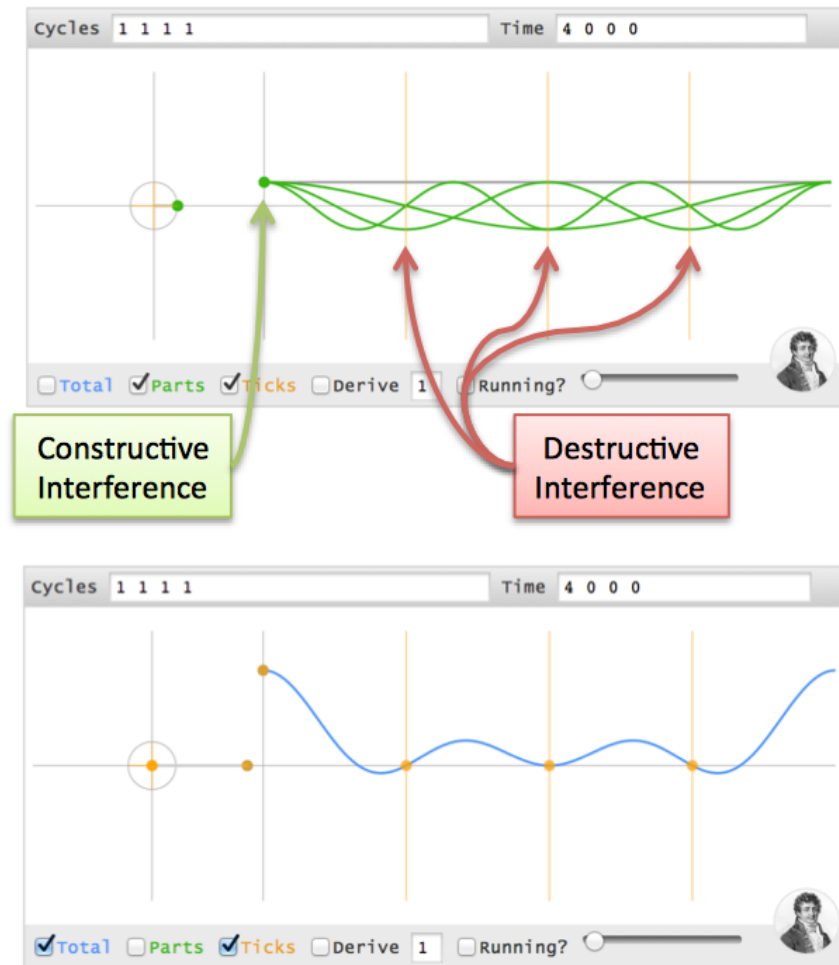 Cycles 1 1 1 1 Time 4 0 0 0
Total Parts Ticks Derive 1 Running?
Constructive
Interference
Destructive
Interference
Cycles 1 1 1 1 Time 4 0 0 0
Total Parts Ticks Derive 1 Running?